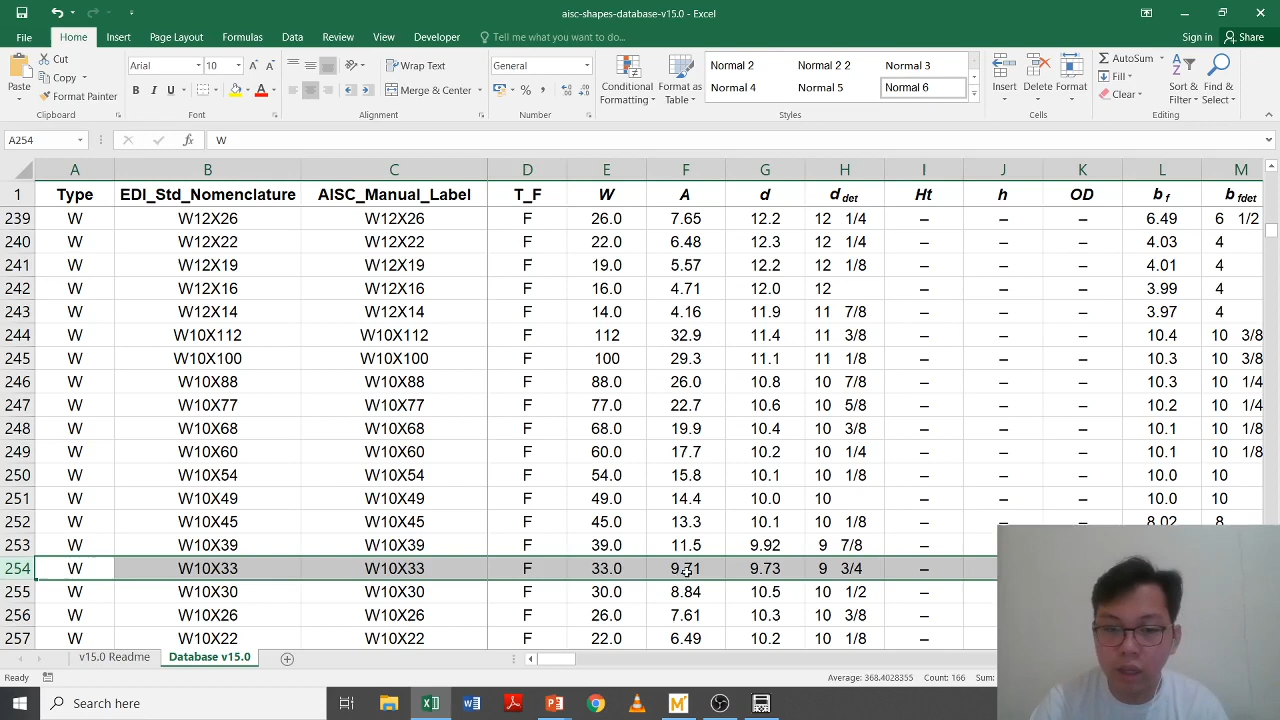 aisc-shapes-database-v15.0 - Excel
File Home Insert Page Layout Formulas Data Review View Developer Tell me what you want to do... Sign in Share
Paste Cut Copy Format Painter Clipboard
Arial 10 A A B I U A Font
Wrap Text Merge & Center Alignment
General % , Number
Conditional Formatting Format as Table
Normal 2 Normal 2 2 Normal 3
Normal 4 Normal 5 Normal 6
Styles
Insert Delete Format Cells
AutoSum Fill Clear Sort & Filter Find & Select Editing
A254 fx W
A B C D E F G H I J K L M
1 Type EDI_Std_Nomenclature AISC_Manual_Label T_F W A d d det Ht h OD b f b fdet
239 W W12X26 W12X26 F 26.0 7.65 12.2 12 1/4 – – – 6.49 6 1/2
240 W W12X22 W12X22 F 22.0 6.48 12.3 12 1/4 – – – 4.03 4
241 W W12X19 W12X19 F 19.0 5.57 12.2 12 1/8 – – – 4.01 4
242 W W12X16 W12X16 F 16.0 4.71 12.0 12 – – – 3.99 4
243 W W12X14 W12X14 F 14.0 4.16 11.9 11 7/8 – – – 3.97 4
244 W W10X112 W10X112 F 112 32.9 11.4 11 3/8 – – – 10.4 10 3/8
245 W W10X100 W10X100 F 100 29.3 11.1 11 1/8 – – – 10.3 10 3/8
246 W W10X88 W10X88 F 88.0 26.0 10.8 10 7/8 – – – 10.3 10 1/4
247 W W10X77 W10X77 F 77.0 22.7 10.6 10 5/8 – – – 10.2 10 1/4
248 W W10X68 W10X68 F 68.0 19.9 10.4 10 3/8 – – – 10.1 10 1/8
249 W W10X60 W10X60 F 60.0 17.7 10.2 10 1/4 – – – 10.1 10 1/8
250 W W10X54 W10X54 F 54.0 15.8 10.1 10 1/8 – – – 10.0 10
251 W W10X49 W10X49 F 49.0 14.4 10.0 10 – – – 10.0 10
252 W W10X45 W10X45 F 45.0 13.3 10.1 10 1/8 – – – 8.02 8
253 W W10X39 W10X39 F 39.0 11.5 9.92 9 7/8 –
254 W W10X33 W10X33 F 33.0 9.71 9.73 9 3/4 –
255 W W10X30 W10X30 F 30.0 8.84 10.5 10 1/2 –
256 W W10X26 W10X26 F 26.0 7.61 10.3 10 3/8 –
257 W W10X22 W10X22 F 22.0 6.49 10.2 10 1/8 –
v15.0 Readme Database v15.0
Ready Average: 368.4028355 Count: 166 Sum:
Search here